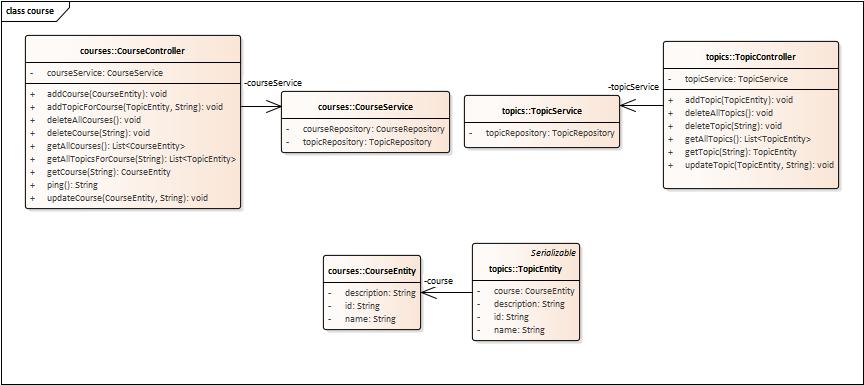 class course
courses::CourseController
- courseService: CourseService
+ addCourse(CourseEntity): void
+ addTopicForCourse(TopicEntity, String): void
+ deleteAllCourses(): void
+ deleteCourse(String): void
+ getAllCourses(): List<CourseEntity>
+ getAllTopicsForCourse(String): List<TopicEntity>
+ getCourse(String): CourseEntity
+ ping(): String
+ updateCourse(CourseEntity, String): void
-courseService
courses::CourseService
- courseRepository: CourseRepository
- topicRepository: TopicRepository
topics::TopicService
- topicRepository: TopicRepository
-topicService
topics::TopicController
- topicService: TopicService
+ addTopic(TopicEntity): void
+ deleteAllTopics(): void
+ deleteTopic(String): void
+ getAllTopics(): List<TopicEntity>
+ getTopic(String): TopicEntity
+ updateTopic(TopicEntity, String): void
courses::CourseEntity
- description: String
- id: String
- name: String
-course
Serializable
topics::TopicEntity
- course: CourseEntity
- description: String
- id: String
- name: String